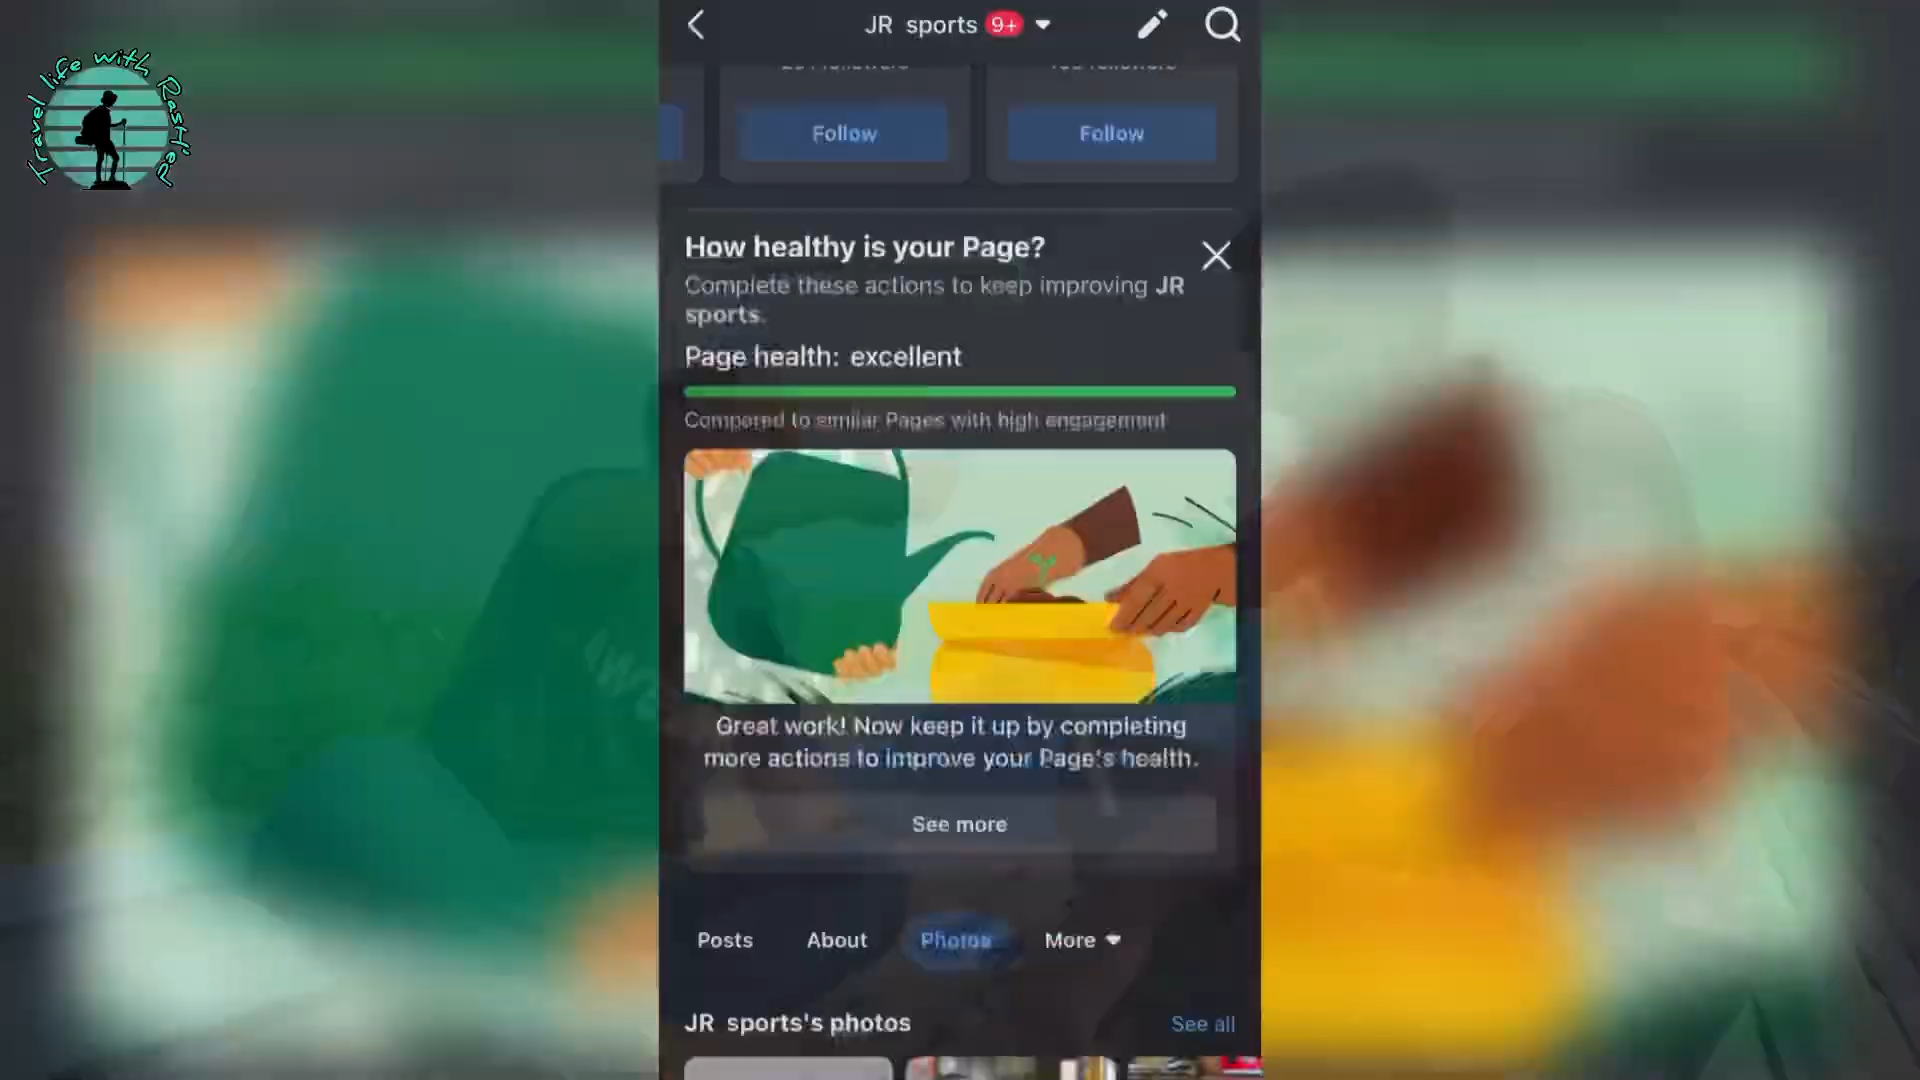 Travel life with Rasr'ed
JR sports 9+
Follow
Follow
How healthy is your Page?
Complete these actions to keep improving JR
sports.
Page health: excellent
Compared to similar Pages with high engagement
Great work! Now keep it up by completing
more actions to improve your Page's health.
See more
Posts
About
Photos
More
JR sports's photos
See all